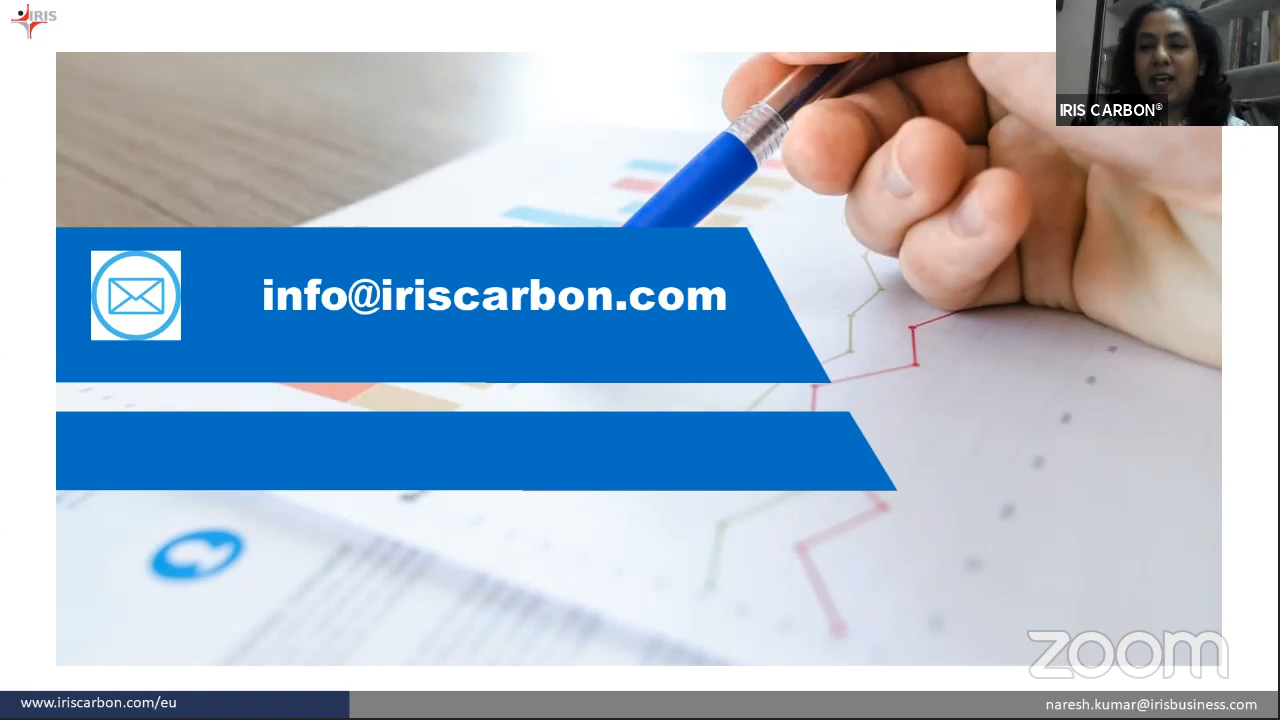 IRIS
IRIS CARBON®
info@iriscarbon.com
zoom
www.iriscarbon.com/eu
naresh.kumar@irisbusiness.com